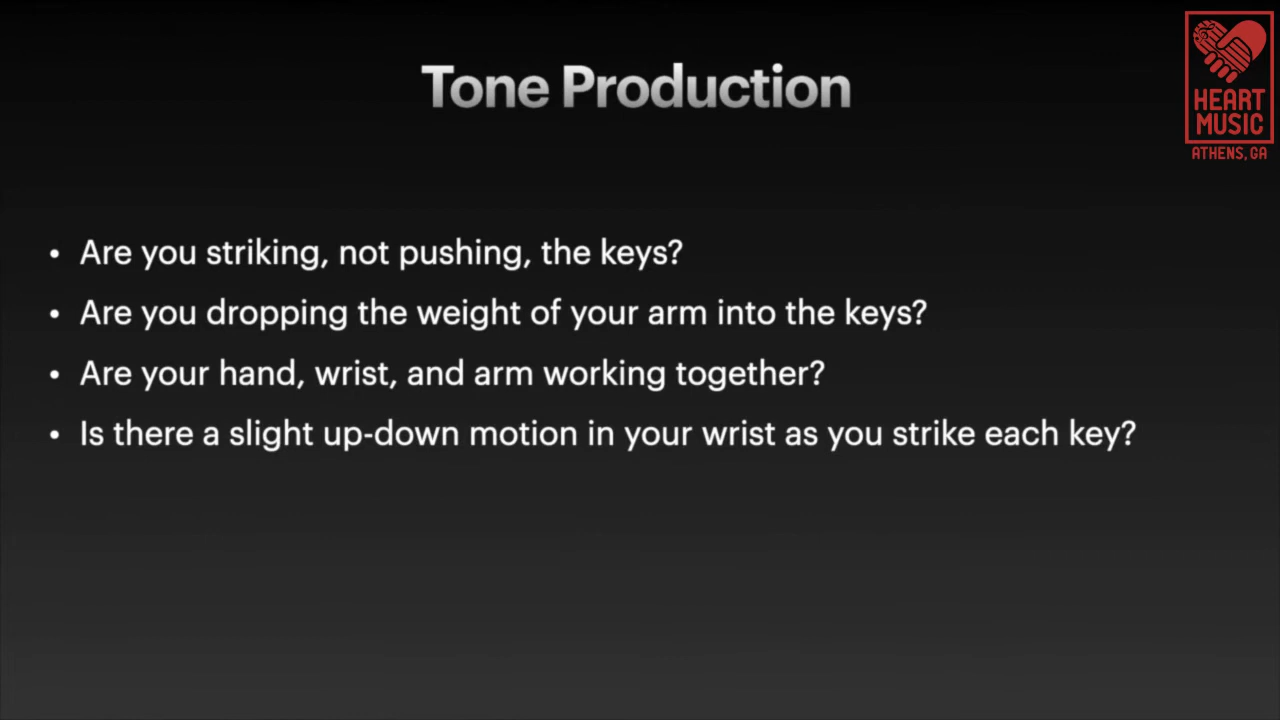 Tone Production
HEART
MUSIC
ATHENS, GA
• Are you striking, not pushing, the keys?
• Are you dropping the weight of your arm into the keys?
• Are your hand, wrist, and arm working together?
• Is there a slight up-down motion in your wrist as you strike each key?